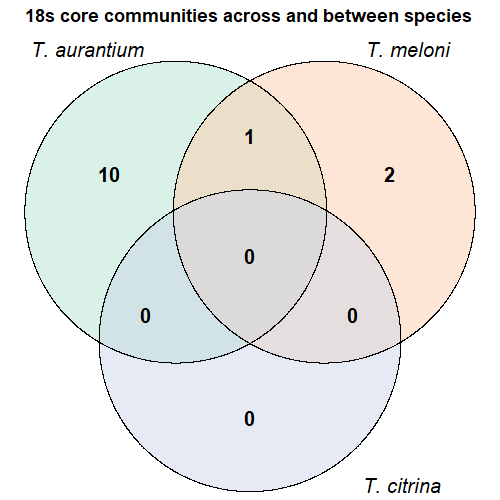 18s core communities across and between species
T. aurantium
T. meloni
1
10
2
0
0
0
0
T. citrina